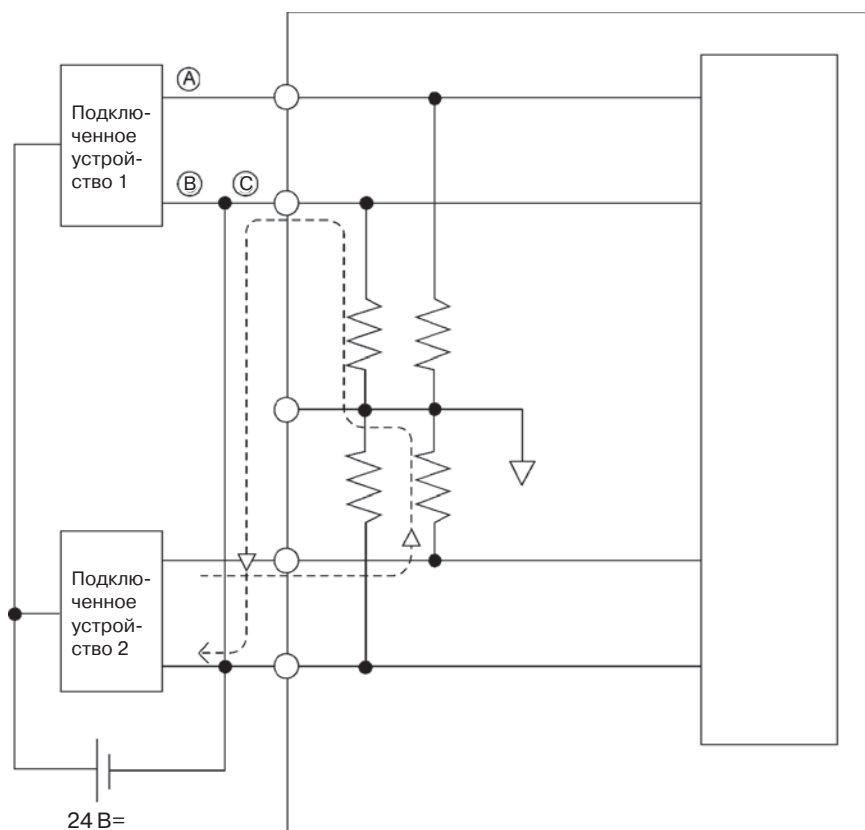 A
Подклю-
ченное
устрой-
ство 1
B
C
Подклю-
ченное
устрой-
ство 2
24 В=